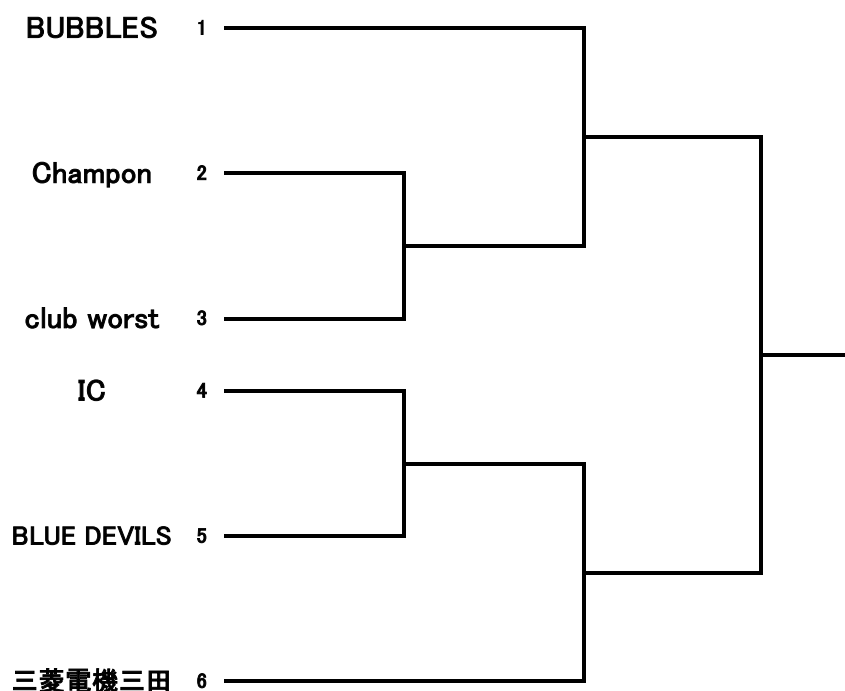 BUBBLES 1
Champon 2
club worst 3
IC 4
BLUE DEVILS 5
三菱電機三田 6